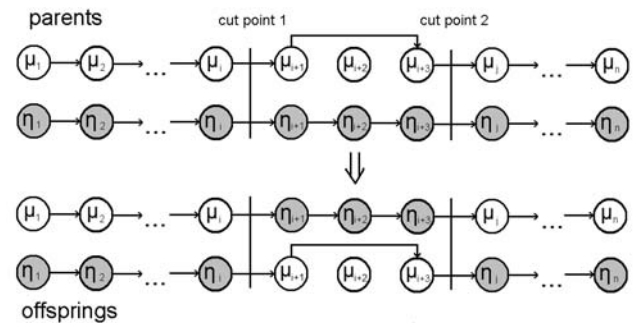 parents cut point 1 cut point 2
μ₁ μ₂ ... μᵢ μᵢ₊₁ μᵢ₊₂ μᵢ₊₃ μⱼ ... μₙ
η₁ η₂ ... ηᵢ ηᵢ₊₁ ηᵢ₊₂ ηᵢ₊₃ ηⱼ ... ηₙ
μ₁ μ₂ ... μᵢ ηᵢ₊₁ ηᵢ₊₂ ηᵢ₊₃ μⱼ ... μₙ
η₁ η₂ ... ηᵢ μᵢ₊₁ μᵢ₊₂ μᵢ₊₃ ηⱼ ... ηₙ
offsprings